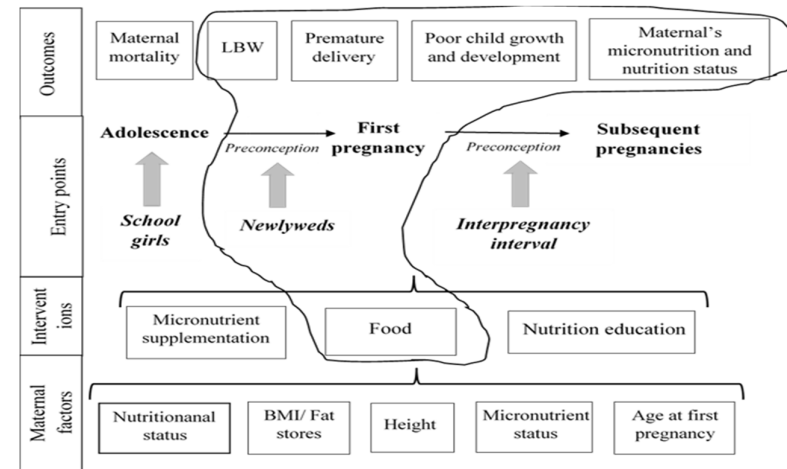 Outcomes
Maternal
mortality
LBW
Premature
delivery
Poor child growth
and development
Maternal's
micronutrition and
nutrition status
Entry points
Adolescence
Preconception
First
pregnancy
Preconception
Subsequent
pregnancies
School
girls
Newlyweds
Interpregnancy
interval
Intervent
ions
Micronutrient
supplementation
Food
Nutrition education
Maternal
factors
Nutritionanal
status
BMI/ Fat
stores
Height
Micronutrient
status
Age at first
pregnancy